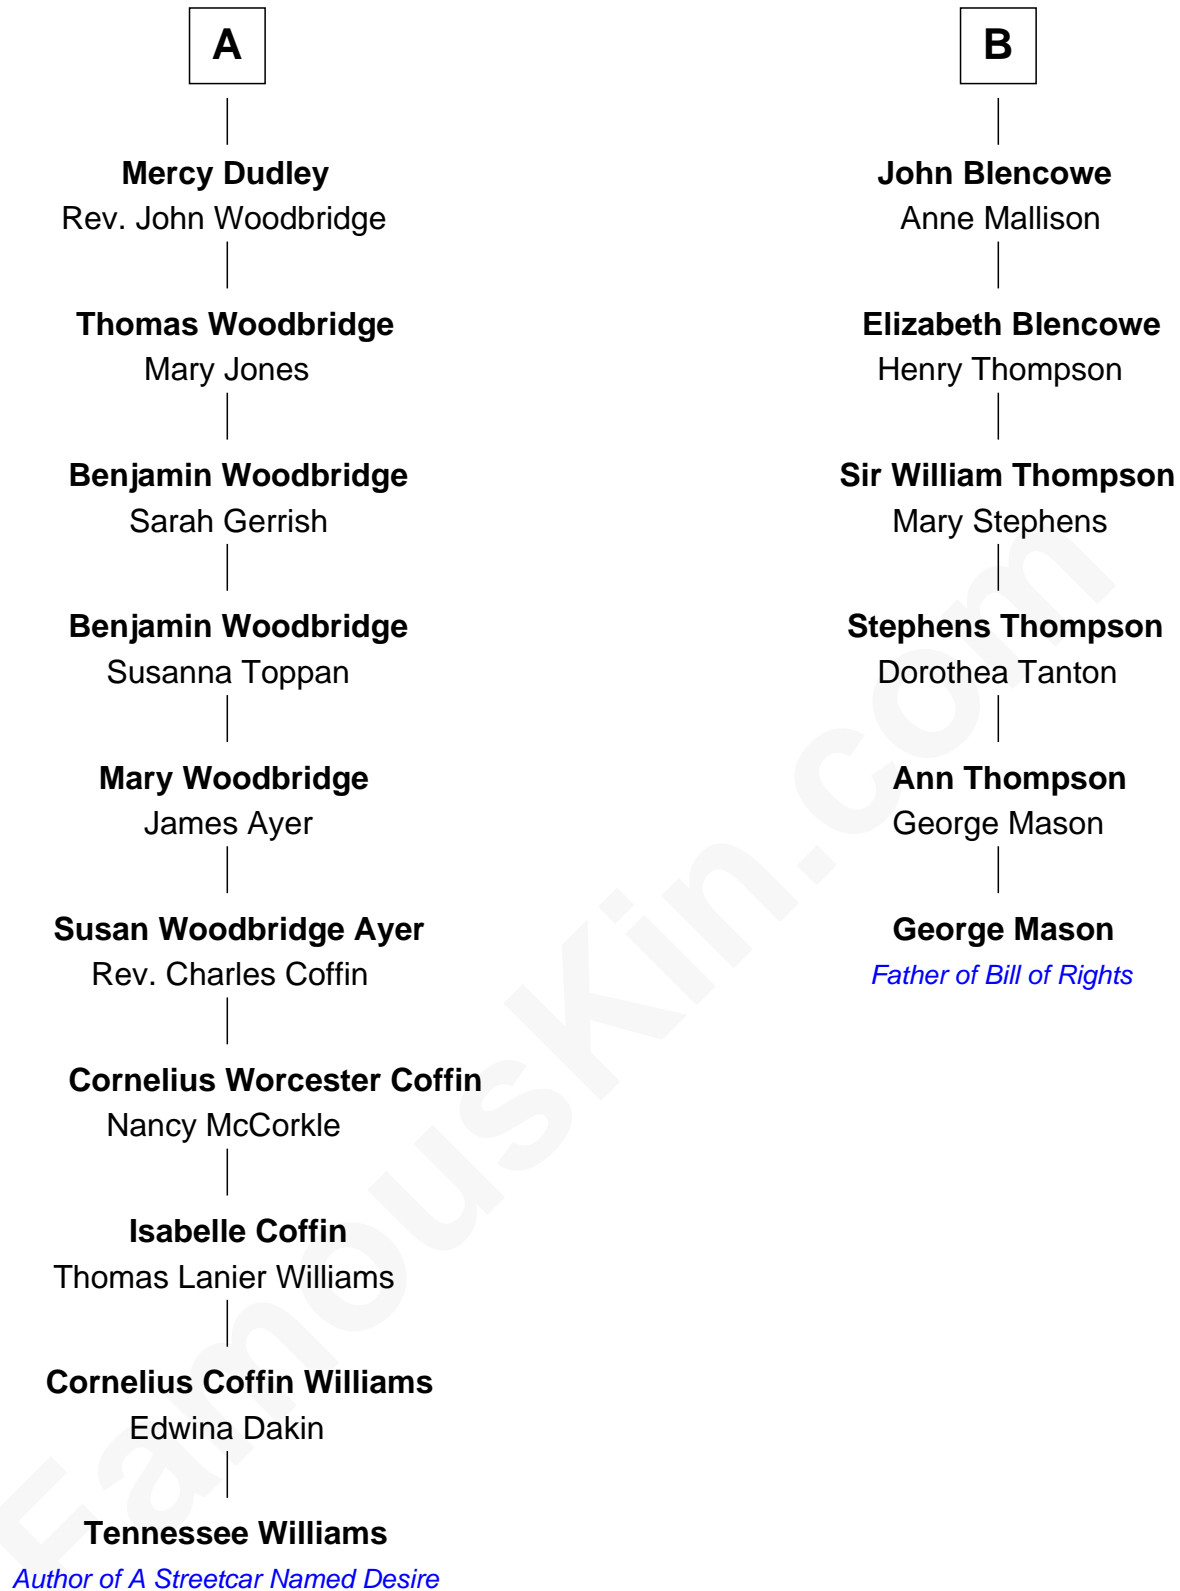 A
Mercy Dudley
Rev. John Woodbridge
Thomas Woodbridge
Mary Jones
Benjamin Woodbridge
Sarah Gerrish
Benjamin Woodbridge
Susanna Toppan
Mary Woodbridge
James Ayer
Susan Woodbridge Ayer
Rev. Charles Coffin
Cornelius Worcester Coffin
Nancy McCorkle
Isabelle Coffin
Thomas Lanier Williams
Cornelius Coffin Williams
Edwina Dakin
Tennessee Williams
Author of A Streetcar Named Desire
B
John Blencowe
Anne Mallison
Elizabeth Blencowe
Henry Thompson
Sir William Thompson
Mary Stephens
Stephens Thompson
Dorothea Tanton
Ann Thompson
George Mason
George Mason
Father of Bill of Rights
FamousKin.com